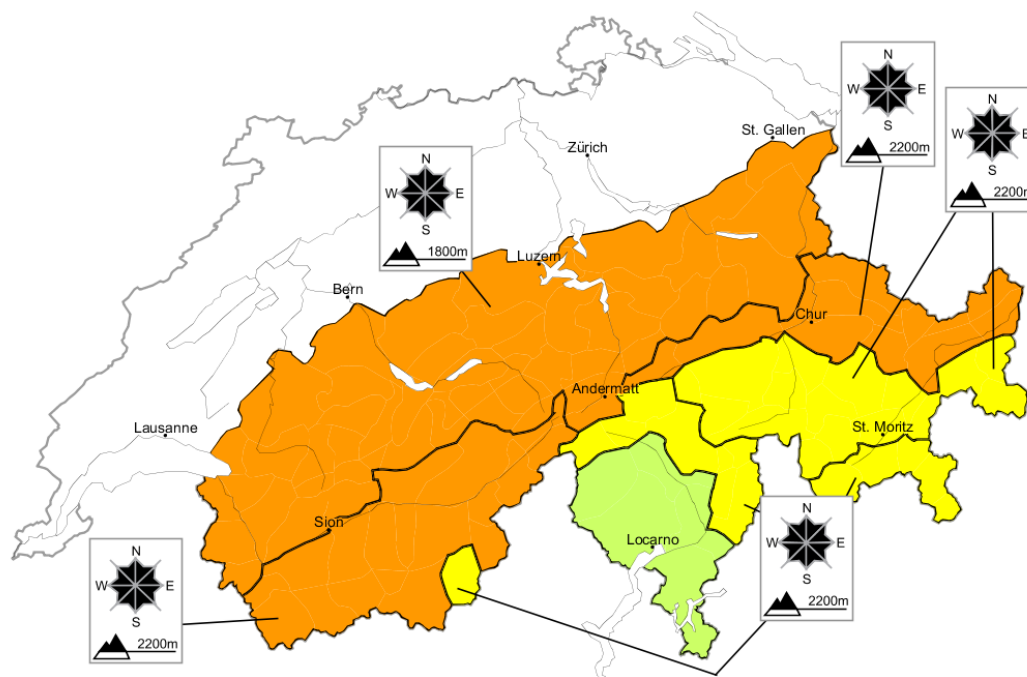 N
W E
S
2200m
N
W E
S
2200m
St. Gallen
Zürich
N
W E
S
1800m
Luzern
Bern
Chur
Andermatt
Lausanne
St. Moritz
Sion
Locarno
N
W E
S
2200m
N
W E
S
2200m